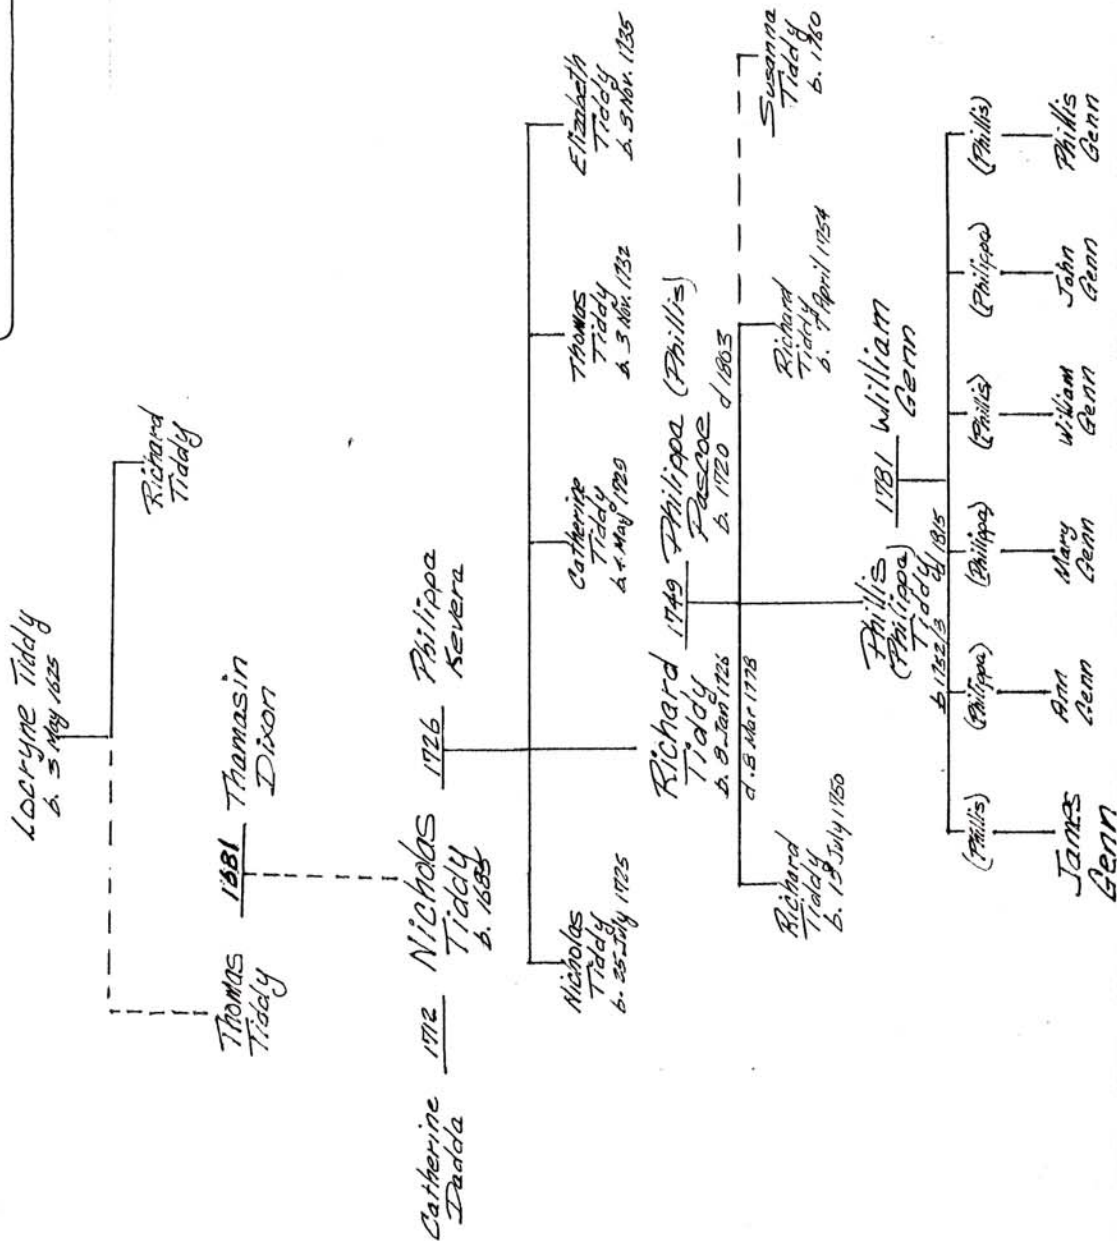 Locryne Tiddy
b. 3 May 1625
Thomas
Tiddy
1681
Thamasin
Dixon
Richard
Tiddy
Catherine
Dadda
1712
Nicholas
Tiddy
b. 1685
1726
Philippa
Kevera
Nicholas
Tiddy
b. 25 July 1725
Catherine
Tiddy
May 1729
Thomas
Tiddy
b. 3 Nov. 1732
Elizabeth
Tiddy
b. 3 Nov. 1735
Richard
Tiddy
b. 8 Jan 1726
d. 8 Mar 1778
1749
Philippa (Phillis)
Pascoe
b. 1720 d 1803
Richard
Tiddy
b. 13 July 1750
Phillis
(Philippa)
Tiddy
b 1752/3 d 1815
1781
William
Genn
Richard
Tiddy
b. 7 April 1754
Susanna
Tiddy
b. 1760
(Phillis)
(Philippa)
(Philippa)
(Phillis)
(Philippa)
(Phillis)
James
Genn
Ann
Genn
Mary
Genn
William
Genn
John
Genn
Phillis
Genn